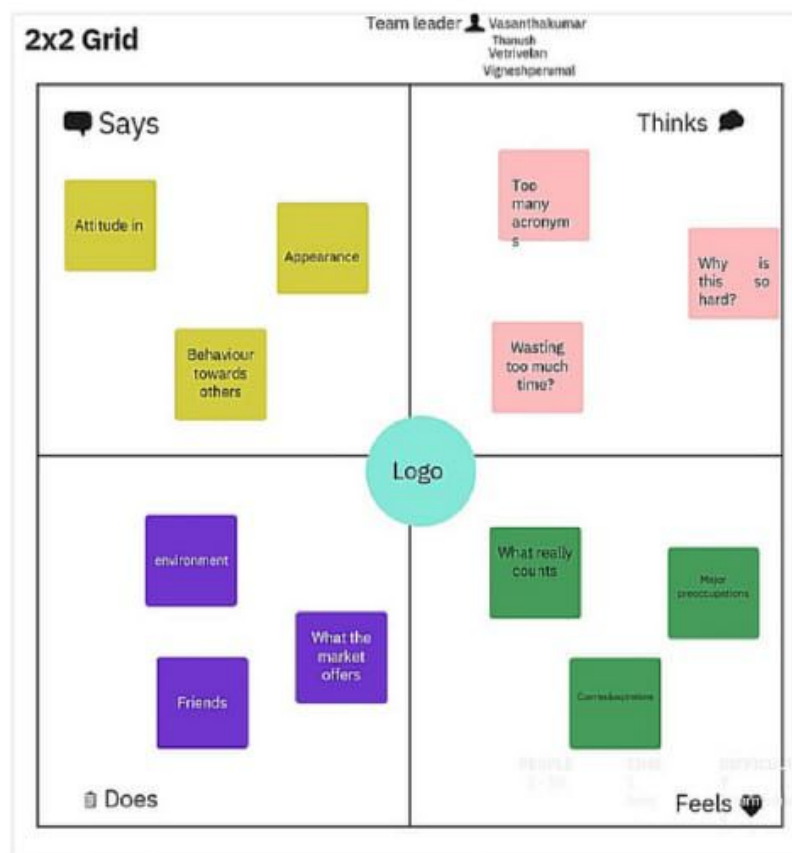 2x2 Grid
Team leader Vasanthakumar
Thanush
Vetrivelan
Vigneshperumal
Says
Attitude in
Appearance
Behaviour
towards
others
Thinks
Too
many
acronym
s
Why is
this so
hard?
Wasting
too much
time?
Logo
environment
What the
market
offers
Friends
Does
What really
counts
Major
preoccupations
PEOPLE
Feels